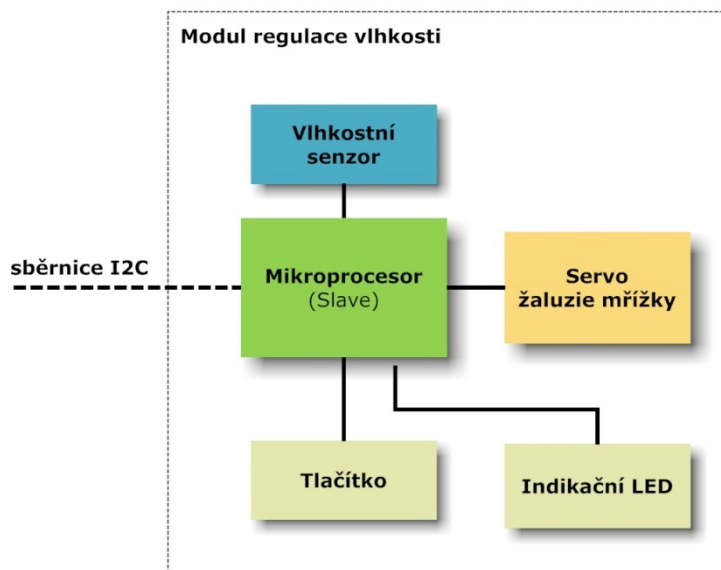 Modul regulace vlhkosti
Vlhkostní
senzor
sběrnice I2C
Mikroprocesor
(Slave)
Servo
žaluzie mřížky
Tlačítko
Indikační LED